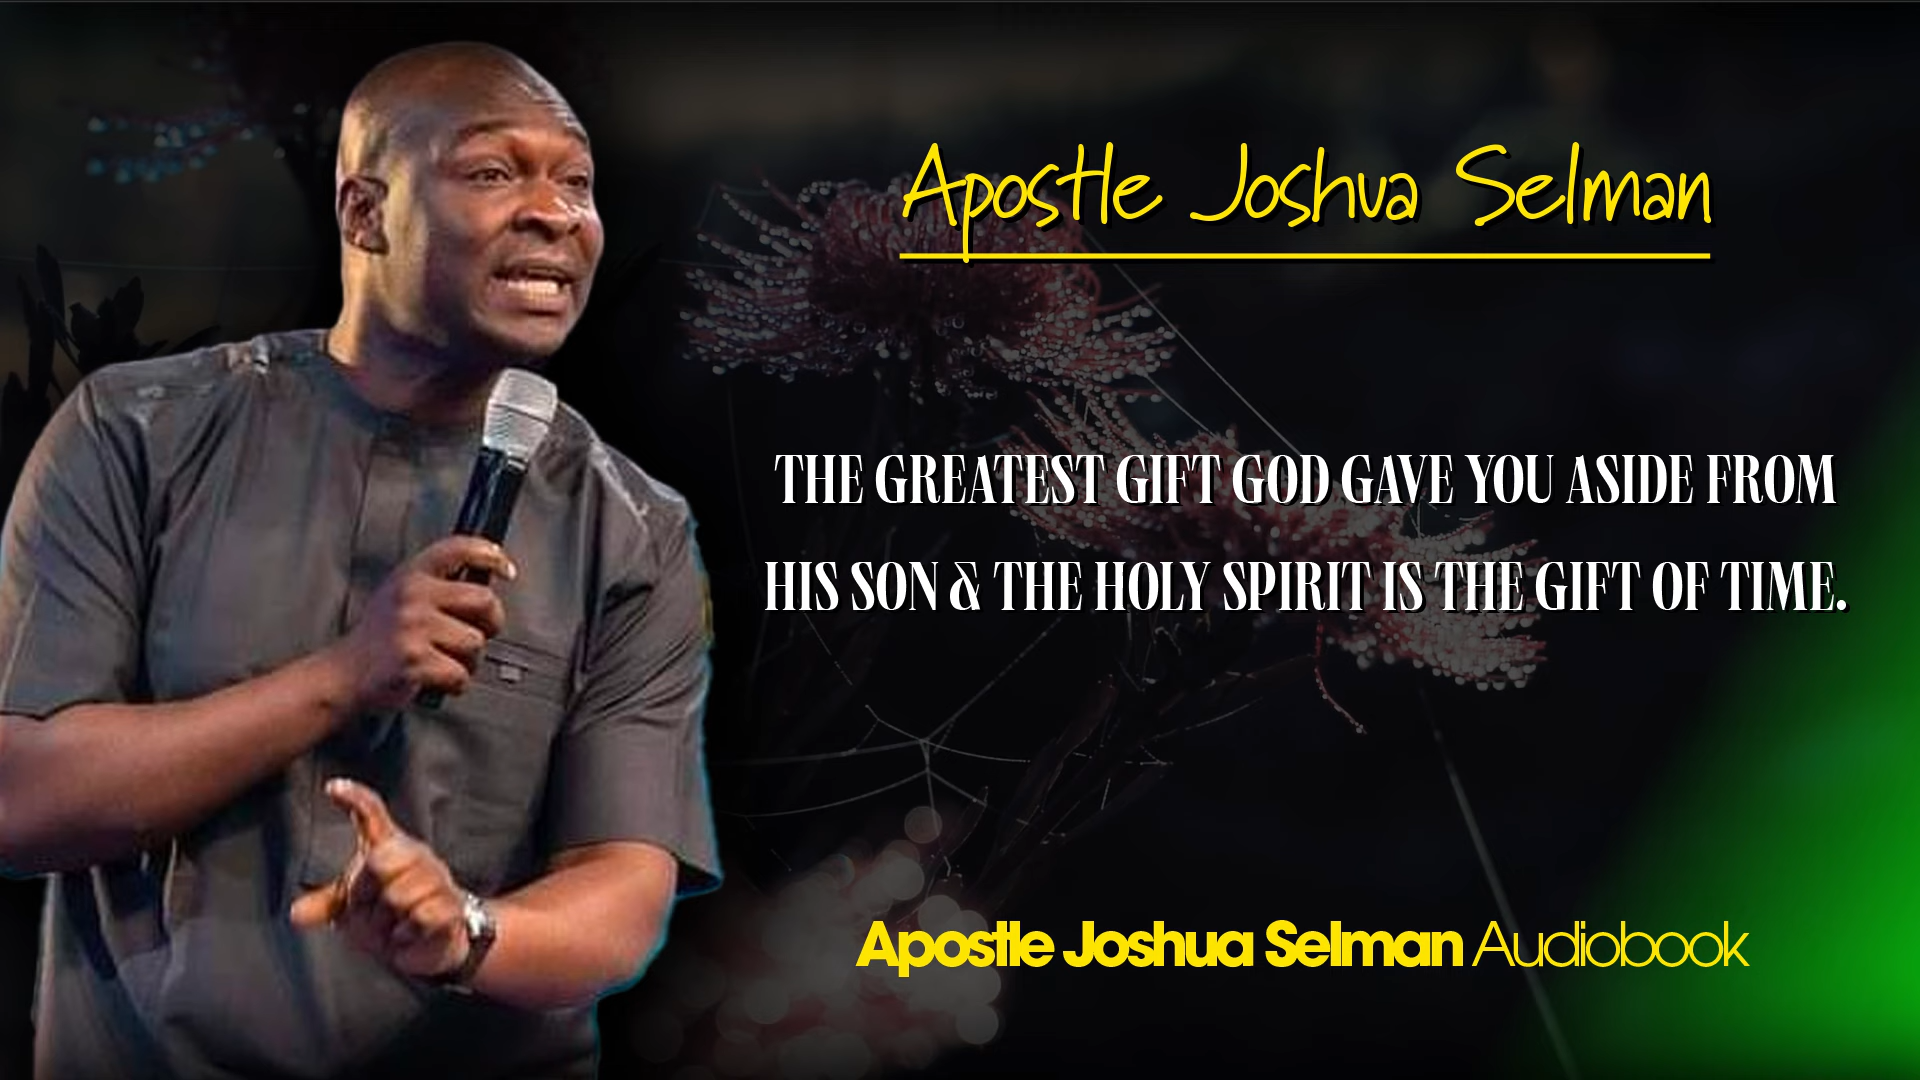 Apostle Joshua Selman
THE GREATEST GIFT GOD GAVE YOU ASIDE FROM
HIS SON & THE HOLY SPIRIT IS THE GIFT OF TIME.
Apostle Joshua Selman Audiobook